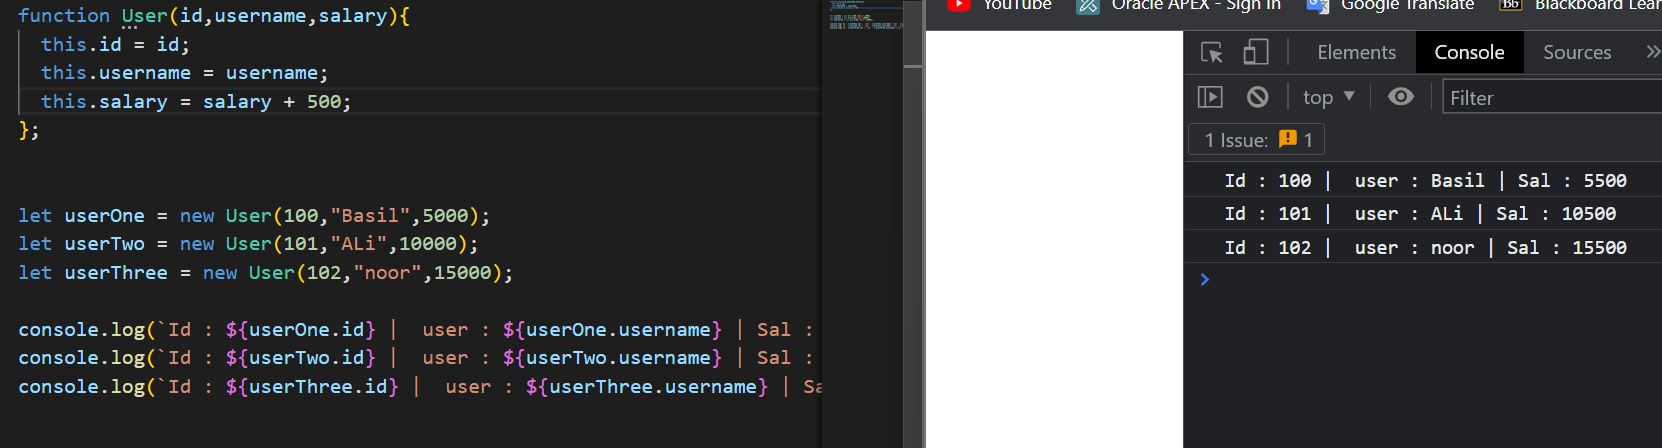 function User(id,username,salary){
this.id = id;
this.username = username;
this.salary = salary + 500;
};
let userOne = new User(100,"Basil",5000);
let userTwo = new User(101,"ALi",10000);
let userThree = new User(102,"noor",15000);
console.log(`Id : ${userOne.id} |  user : ${userOne.username} | Sal :
console.log(`Id : ${userTwo.id} |  user : ${userTwo.username} | Sal :
console.log(`Id : ${userThree.id} |  user : ${userThree.username} | Sa
YouTube Oracle APEX - Sign In Google Translate Bb Blackboard Lear
Elements Console Sources »
top ▼ Filter
1 Issue: 1
Id : 100 |  user : Basil | Sal : 5500
Id : 101 |  user : ALi | Sal : 10500
Id : 102 |  user : noor | Sal : 15500
>